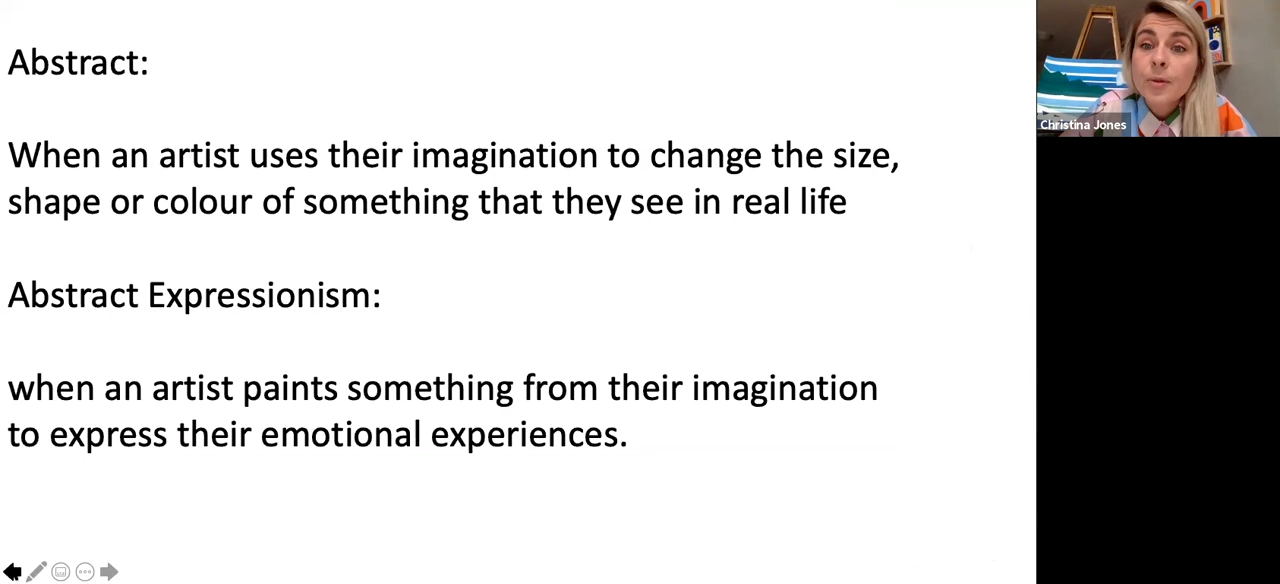 Abstract:
When an artist uses their imagination to change the size,
shape or colour of something that they see in real life
Abstract Expressionism:
when an artist paints something from their imagination
to express their emotional experiences.
Christina Jones